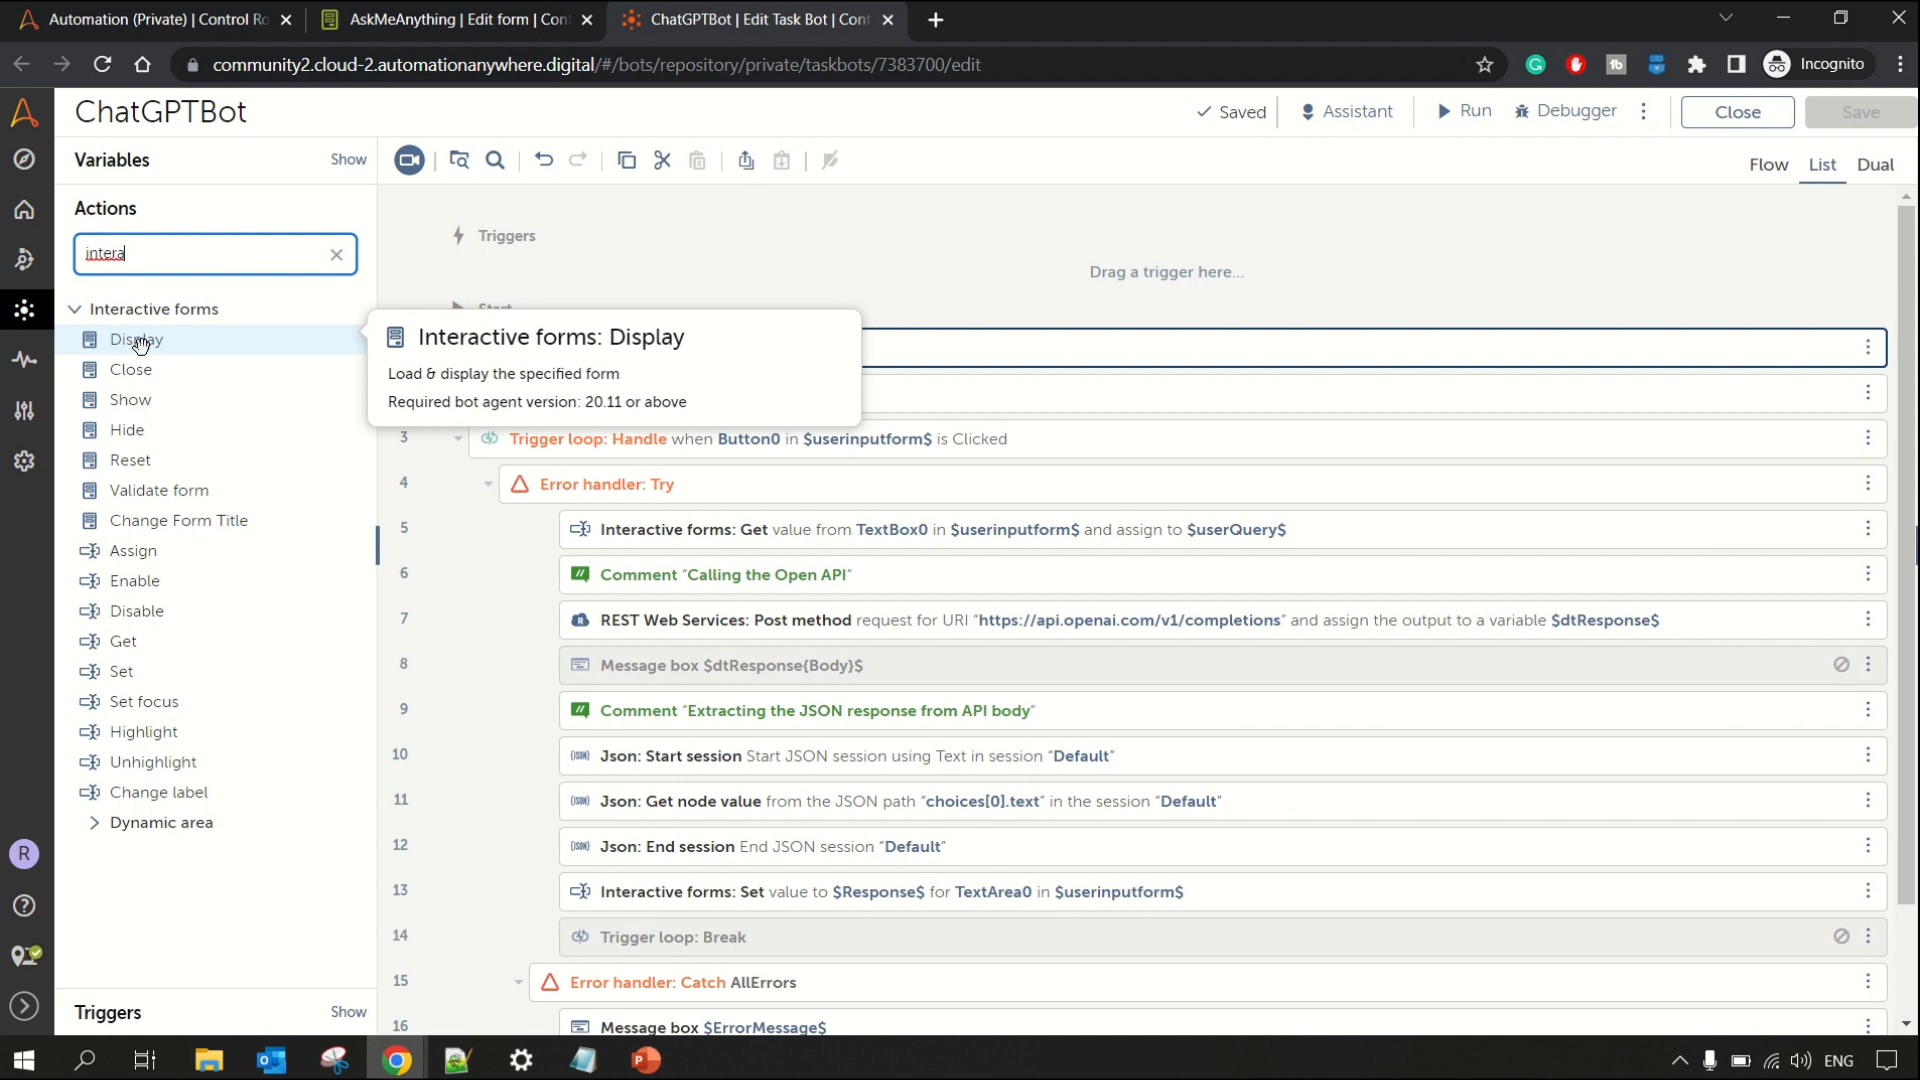 Automation (Private) | Control Ro
AskMeAnything | Edit form | Con
ChatGPTBot | Edit Task Bot | Cont
community2.cloud-2.automationanywhere.digital/#/bots/repository/private/taskbots/7383700/edit
Incognito
ChatGPTBot
Saved
Assistant
Run
Debugger
Close
Save
Variables
Show
Flow
List
Dual
Actions
intera
Interactive forms
Display
Close
Show
Hide
Reset
Validate form
Change Form Title
Assign
Enable
Disable
Get
Set
Set focus
Highlight
Unhighlight
Change label
Dynamic area
Triggers
Show
R
Triggers
Drag a trigger here...
Interactive forms: Display
Load & display the specified form
Required bot agent version: 20.11 or above
3 Trigger loop: Handle when Button0 in $userinputform$ is Clicked
4 Error handler: Try
5 Interactive forms: Get value from TextBox0 in $userinputform$ and assign to $userQuery$
6 Comment "Calling the Open API"
7 REST Web Services: Post method request for URI "https://api.openai.com/v1/completions" and assign the output to a variable $dtResponse$
8 Message box $dtResponse{Body}$
9 Comment "Extracting the JSON response from API body"
10 Json: Start session Start JSON session using Text in session "Default"
11 Json: Get node value from the JSON path "choices[0].text" in the session "Default"
12 Json: End session End JSON session "Default"
13 Interactive forms: Set value to $Response$ for TextArea0 in $userinputform$
14 Trigger loop: Break
15 Error handler: Catch AllErrors
16 Message box $ErrorMessage$
ENG